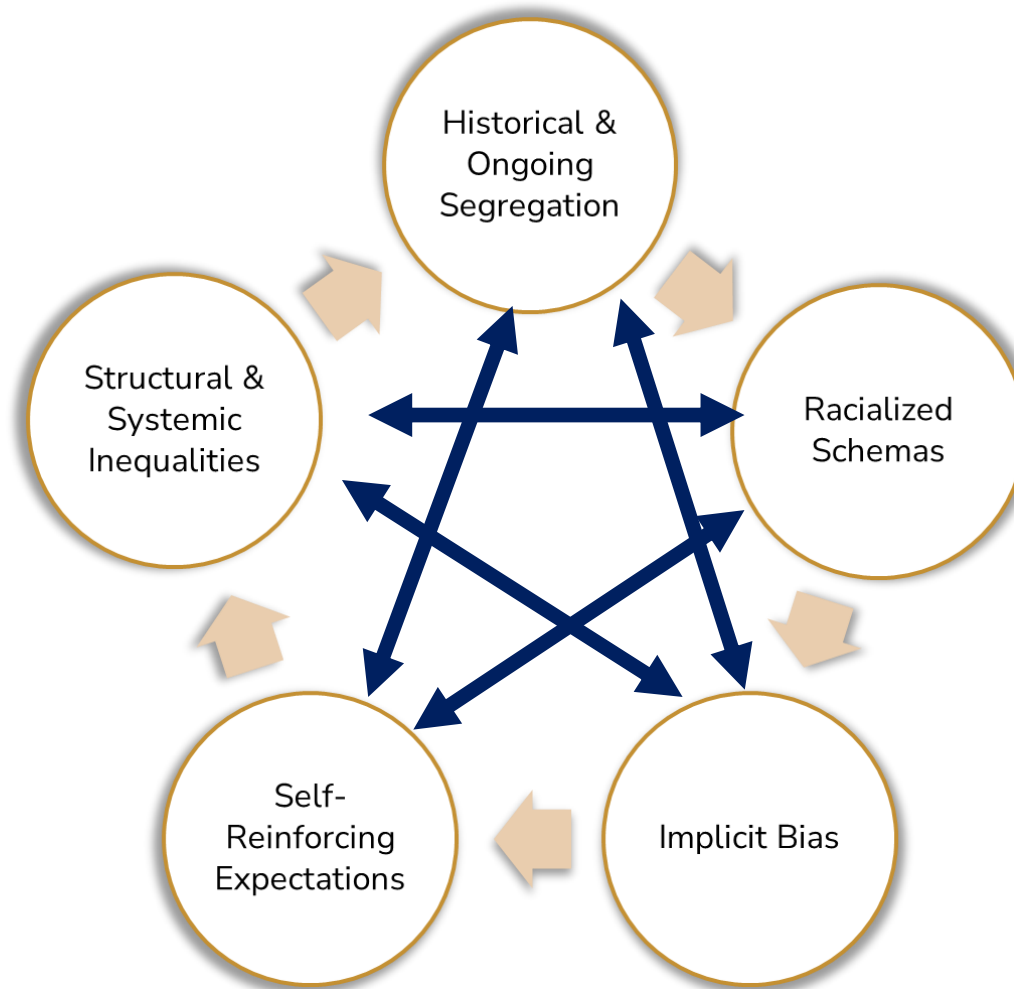 Historical &
Ongoing
Segregation
Structural &
Systemic
Inequalities
Racialized
Schemas
Self-
Reinforcing
Expectations
Implicit Bias